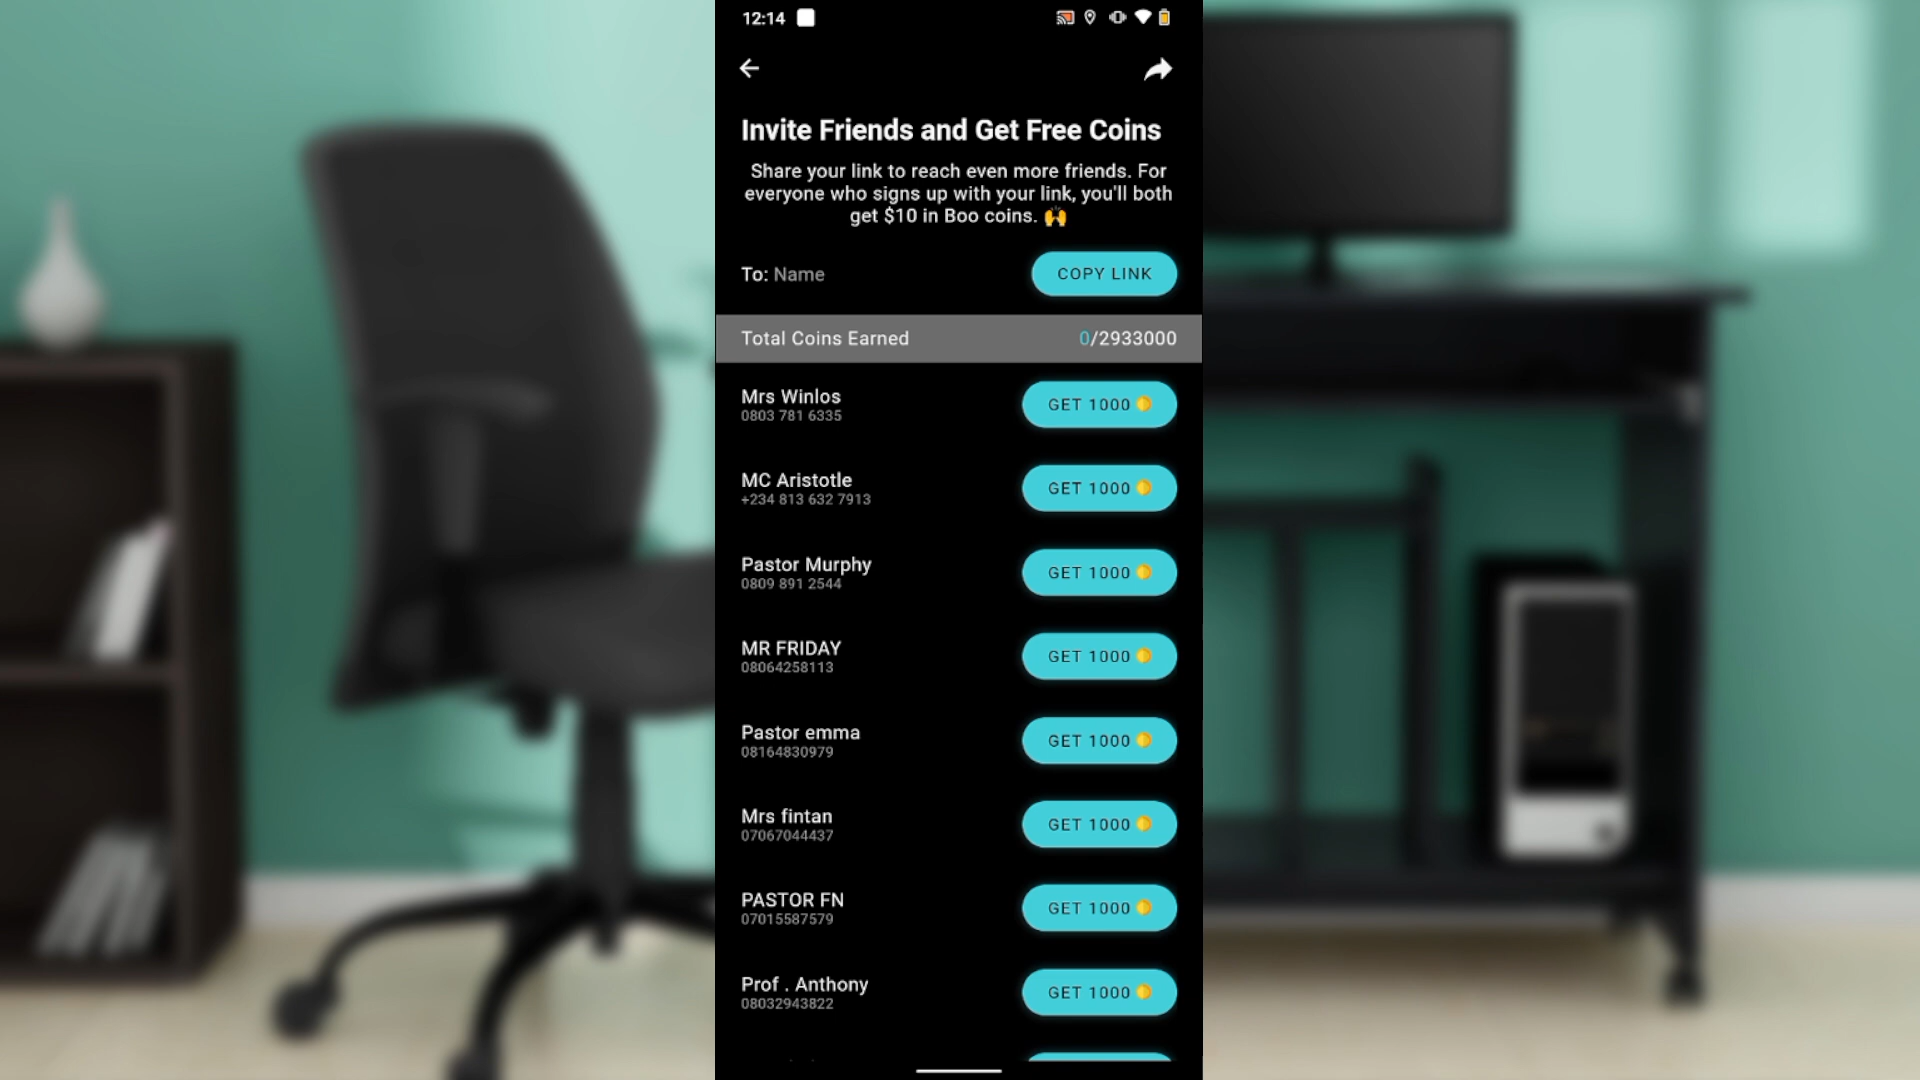 12:14
Invite Friends and Get Free Coins
Share your link to reach even more friends. For
everyone who signs up with your link, you'll both
get $10 in Boo coins. 🙌
To: Name
COPY LINK
Total Coins Earned
0/2933000
Mrs Winlos
0803 781 6335
GET 1000
MC Aristotle
+234 813 632 7913
GET 1000
Pastor Murphy
0809 891 2544
GET 1000
MR FRIDAY
08064258113
GET 1000
Pastor emma
08164830979
GET 1000
Mrs fintan
07067044437
GET 1000
PASTOR FN
07015587579
GET 1000
Prof . Anthony
08032943822
GET 1000